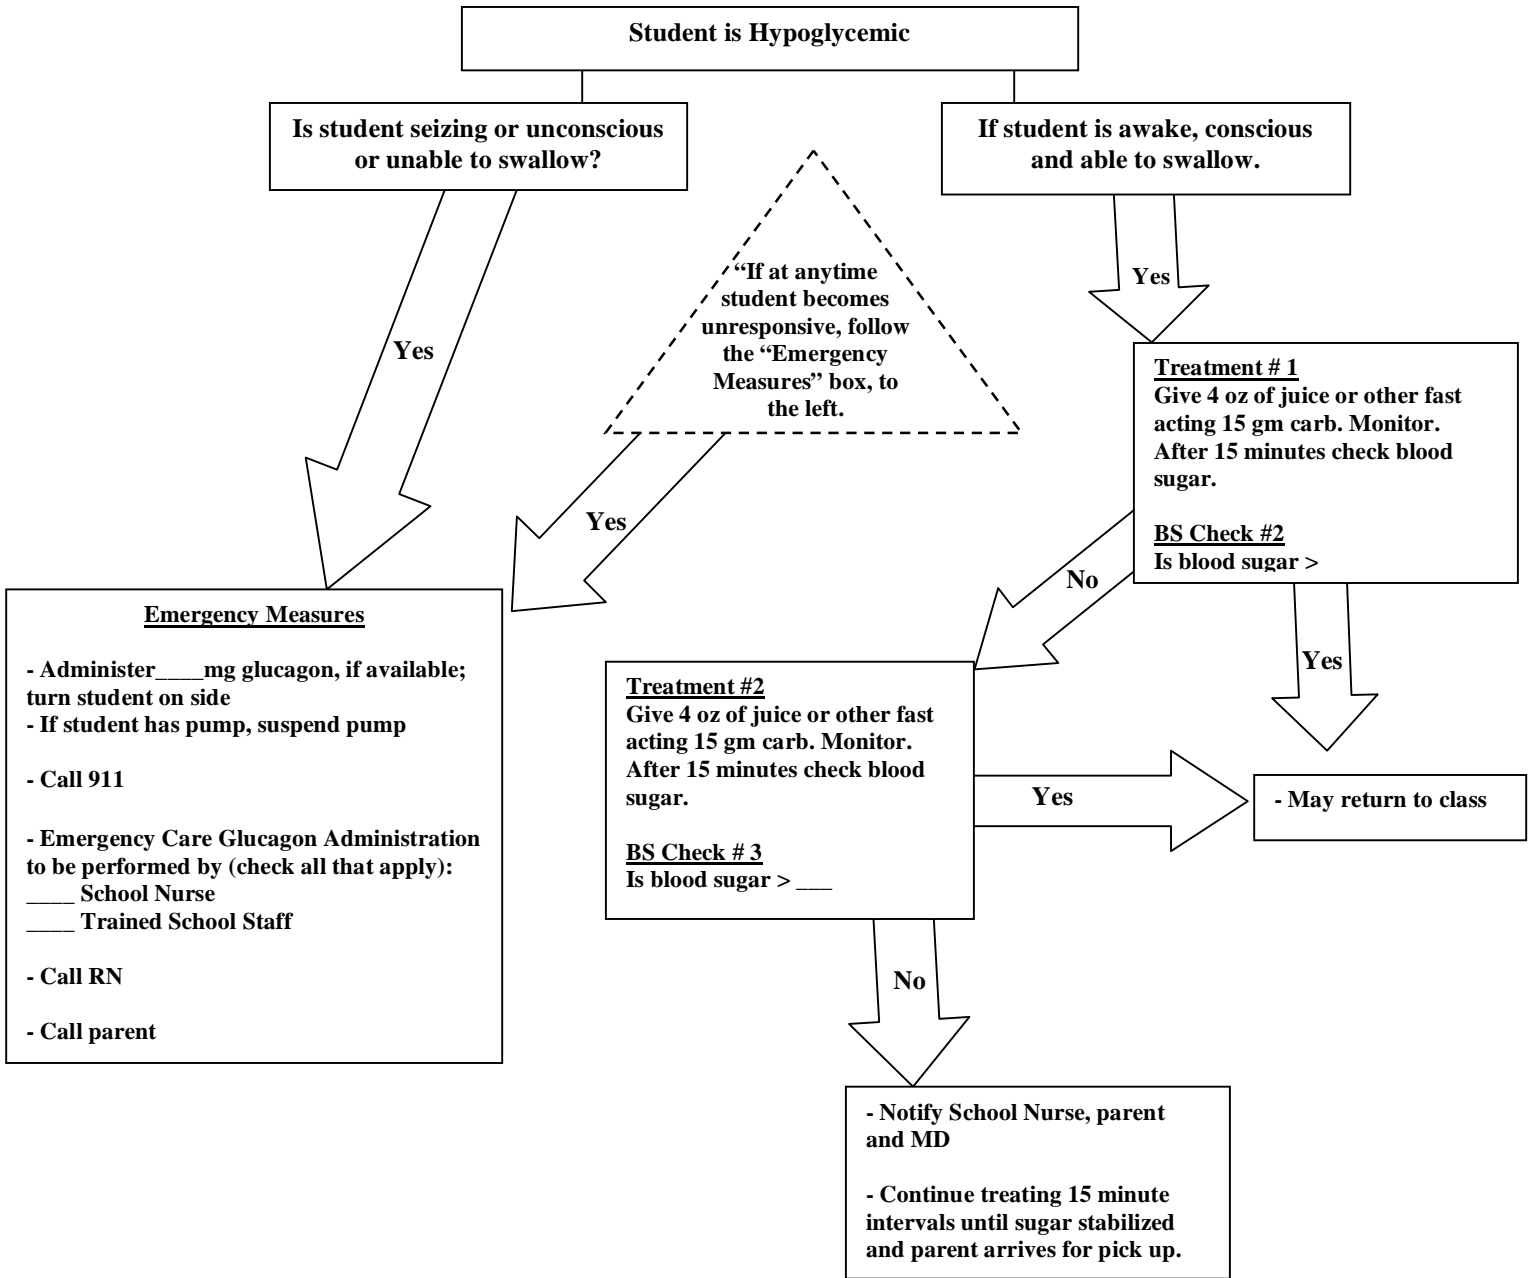 Student is Hypoglycemic
Is student seizing or unconscious
or unable to swallow?
If student is awake, conscious
and able to swallow.
Yes
"If at anytime
student becomes
unresponsive, follow
the “Emergency
Measures” box, to
the left.
Yes
Yes
Treatment # 1
Give 4 oz of juice or other fast
acting 15 gm carb. Monitor.
After 15 minutes check blood
sugar.
BS Check #2
Is blood sugar >
No
Yes
Emergency Measures
- Administer____mg glucagon, if available;
turn student on side
- If student has pump, suspend pump
- Call 911
- Emergency Care Glucagon Administration
to be performed by (check all that apply):
____ School Nurse
____ Trained School Staff
- Call RN
- Call parent
Treatment #2
Give 4 oz of juice or other fast
acting 15 gm carb. Monitor.
After 15 minutes check blood
sugar.
BS Check # 3
Is blood sugar > ___
Yes
- May return to class
No
- Notify School Nurse, parent
and MD
- Continue treating 15 minute
intervals until sugar stabilized
and parent arrives for pick up.